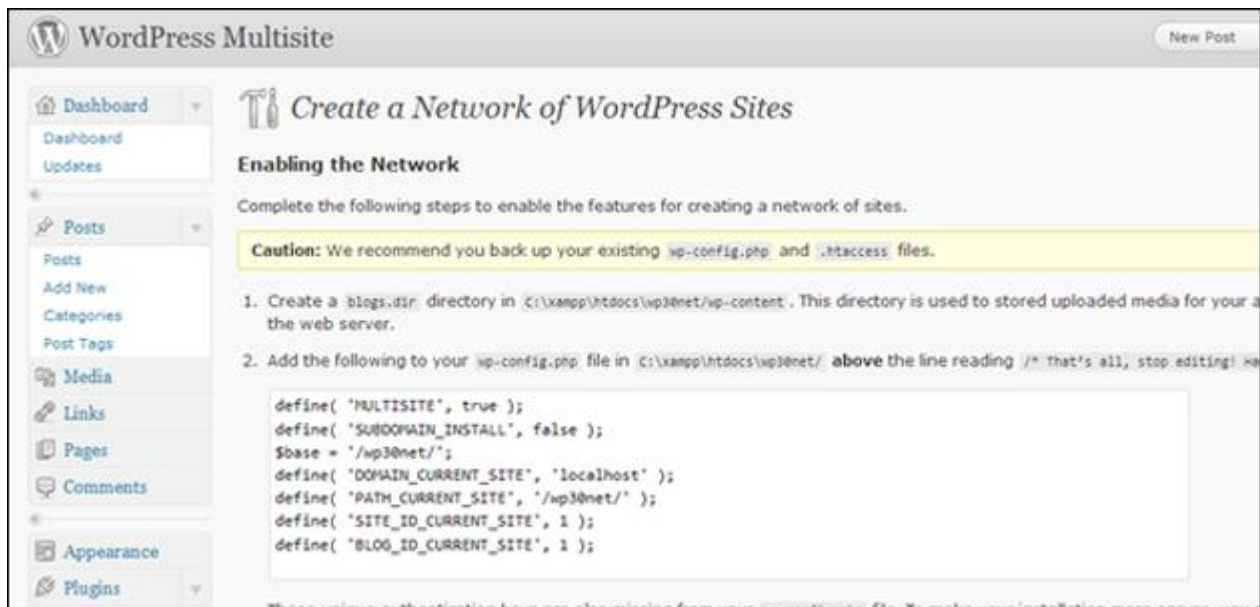 WordPress Multisite
New Post
Dashboard
Dashboard
Updates
Posts
Posts
Add New
Categories
Post Tags
Media
Links
Pages
Comments
Appearance
Plugins
Create a Network of WordPress Sites
Enabling the Network
Complete the following steps to enable the features for creating a network of sites.
Caution: We recommend you back up your existing wp-config.php and .htaccess files.
1. Create a blogs.dir directory in C:\xampp\htdocs\wp30net/wp-content. This directory is used to stored uploaded media for your a
the web server.
2. Add the following to your wp-config.php file in C:\xampp\htdocs\wp30net/ above the line reading /* That's all, stop editing! Ha
define( 'MULTISITE', true );
define( 'SUBDOMAIN_INSTALL', false );
$base = '/wp30net/';
define( 'DOMAIN_CURRENT_SITE', 'localhost' );
define( 'PATH_CURRENT_SITE', '/wp30net/' );
define( 'SITE_ID_CURRENT_SITE', 1 );
define( 'BLOG_ID_CURRENT_SITE', 1 );